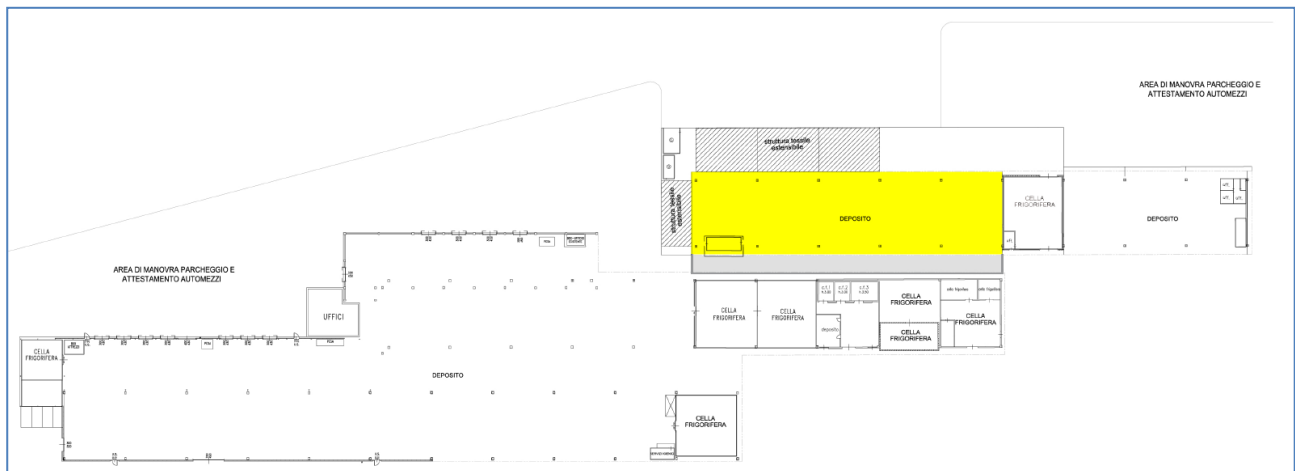 AREA DI MANOVRA PARCHEGGIO E
ATTESTAMENTO AUTOMEZZI
struttura tessile
estensibile
struttura tessile
estensibile
DEPOSITO
CELLA
FRIGORIFERA
DEPOSITO
AREA DI MANOVRA PARCHEGGIO E
ATTESTAMENTO AUTOMEZZI
UFFICI
CELLA
FRIGORIFERA
CELLA
FRIGORIFERA
deposito
CELLA
FRIGORIFERA
CELLA
FRIGORIFERA
CELLA
FRIGORIFERA
CELLA
FRIGORIFERA
DEPOSITO
CELLA
FRIGORIFERA